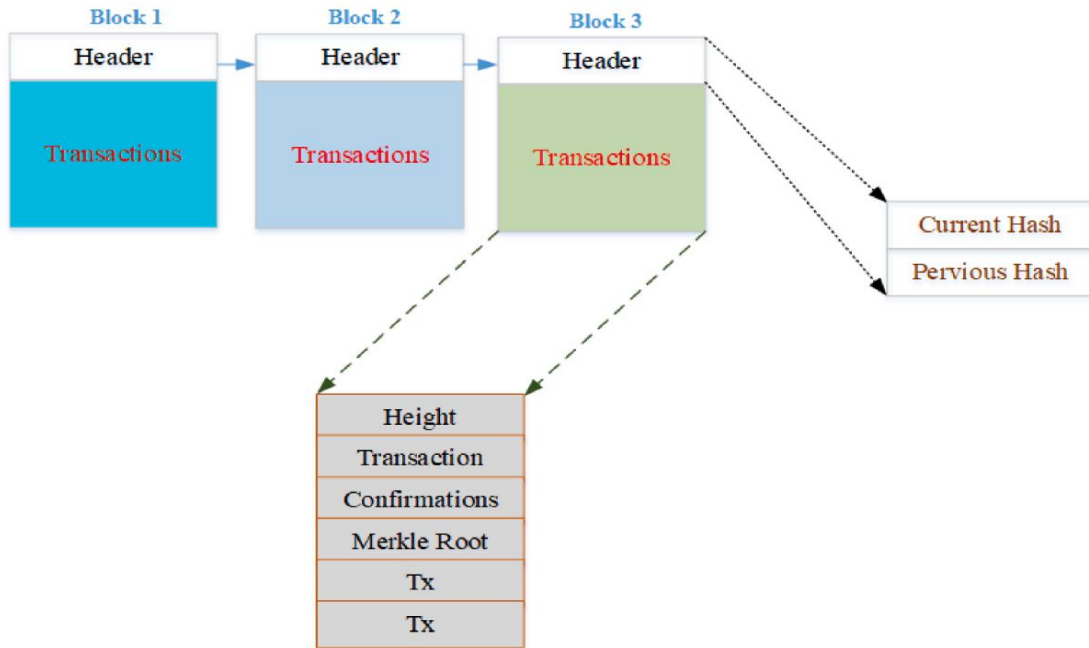 Block 1
Block 2
Block 3
Header
Header
Header
Transactions
Transactions
Transactions
Current Hash
Pervious Hash
Height
Transaction
Confirmations
Merkle Root
Tx
Tx